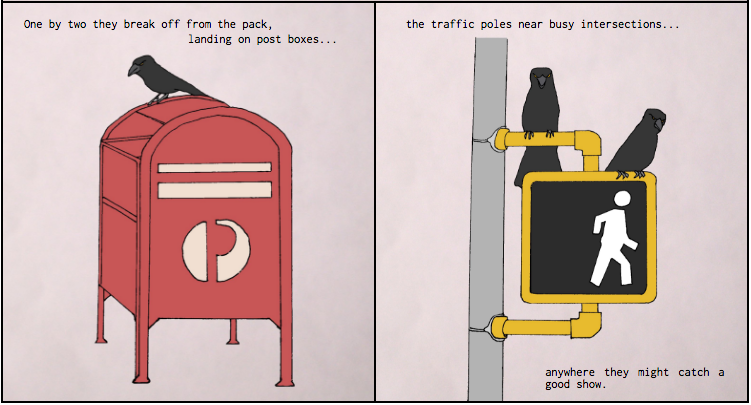 One by two they break off from the pack,
landing on post boxes...
the traffic poles near busy intersections...
anywhere they might catch a
good show.